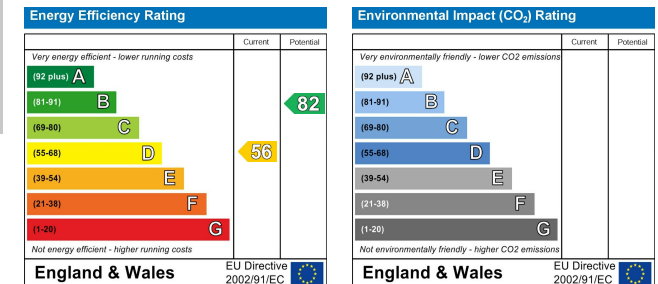 Energy Efficiency Rating
Current Potential
Very energy efficient - lower running costs
(92 plus) A
(81-91) B
82
(69-80) C
(55-68) D
56
(39-54) E
(21-38) F
(1-20) G
Not energy efficient - higher running costs
England & Wales
EU Directive
2002/91/EC
Environmental Impact (CO₂) Rating
Current Potential
Very environmentally friendly - lower CO2 emissions
(92 plus) A
(81-91) B
(69-80) C
(55-68) D
(39-54) E
(21-38) F
(1-20) G
Not environmentally friendly - higher CO2 emissions
England & Wales
EU Directive
2002/91/EC